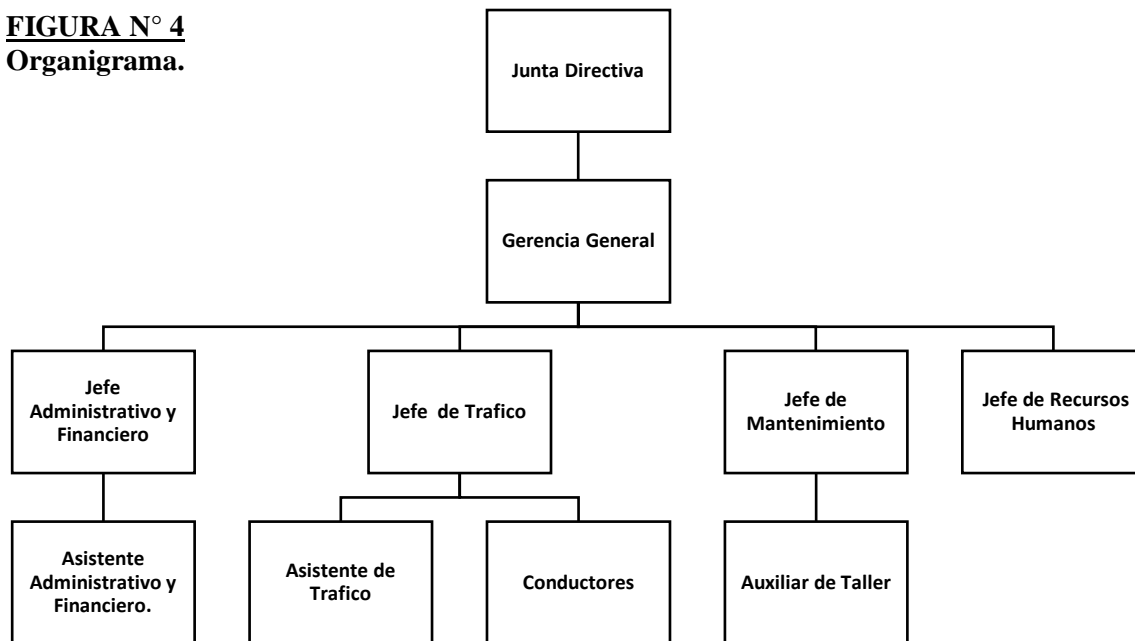 FIGURA N° 4
Organigrama.
Junta Directiva
Gerencia General
Jefe
Administrativo y
Financiero
Jefe de Trafico
Jefe de
Mantenimiento
Jefe de Recursos
Humanos
Asistente
Administrativo y
Financiero.
Asistente de
Trafico
Conductores
Auxiliar de Taller